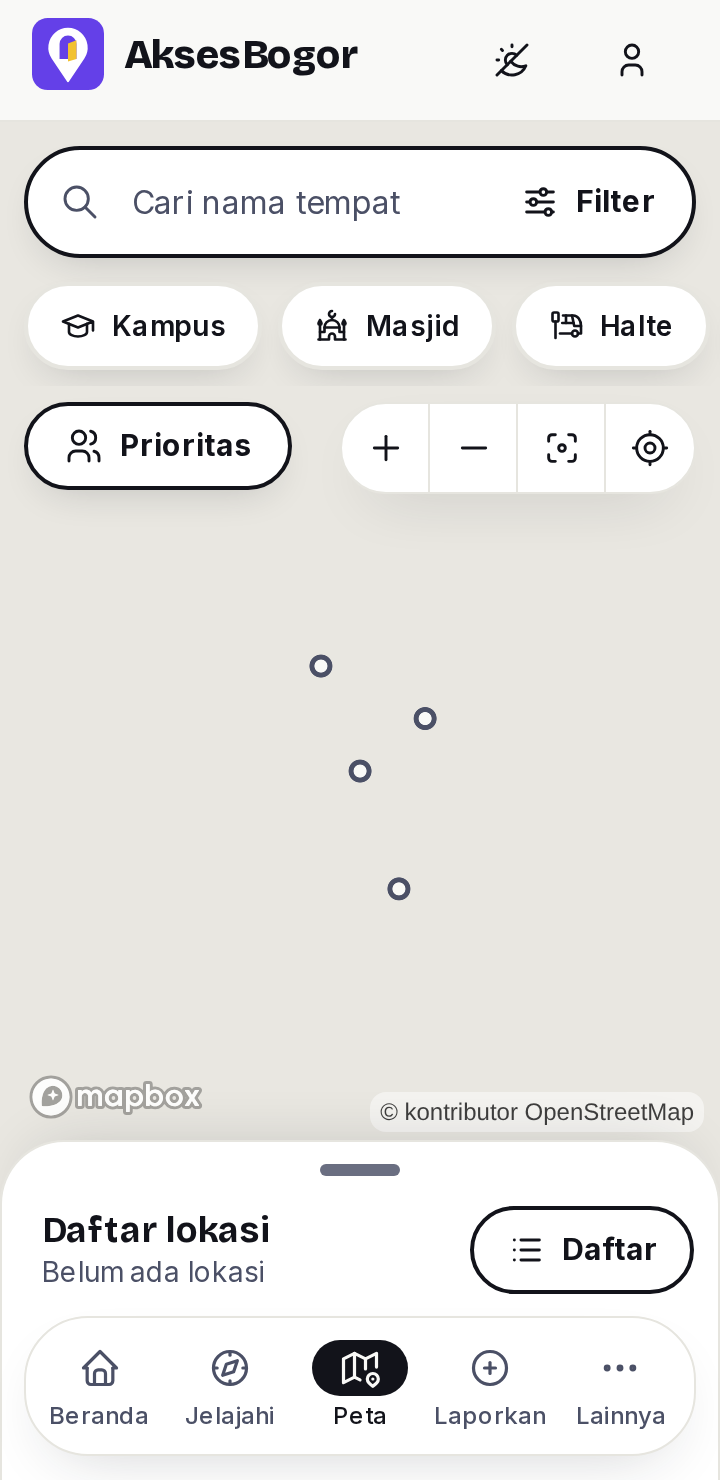 AksesBogor
Cari nama tempat
Filter
Kampus
Masjid
Halte
Prioritas
mapbox
© kontributor OpenStreetMap
Daftar lokasi
Belum ada lokasi
Daftar
Beranda
Jelajahi
Peta
Laporkan
Lainnya